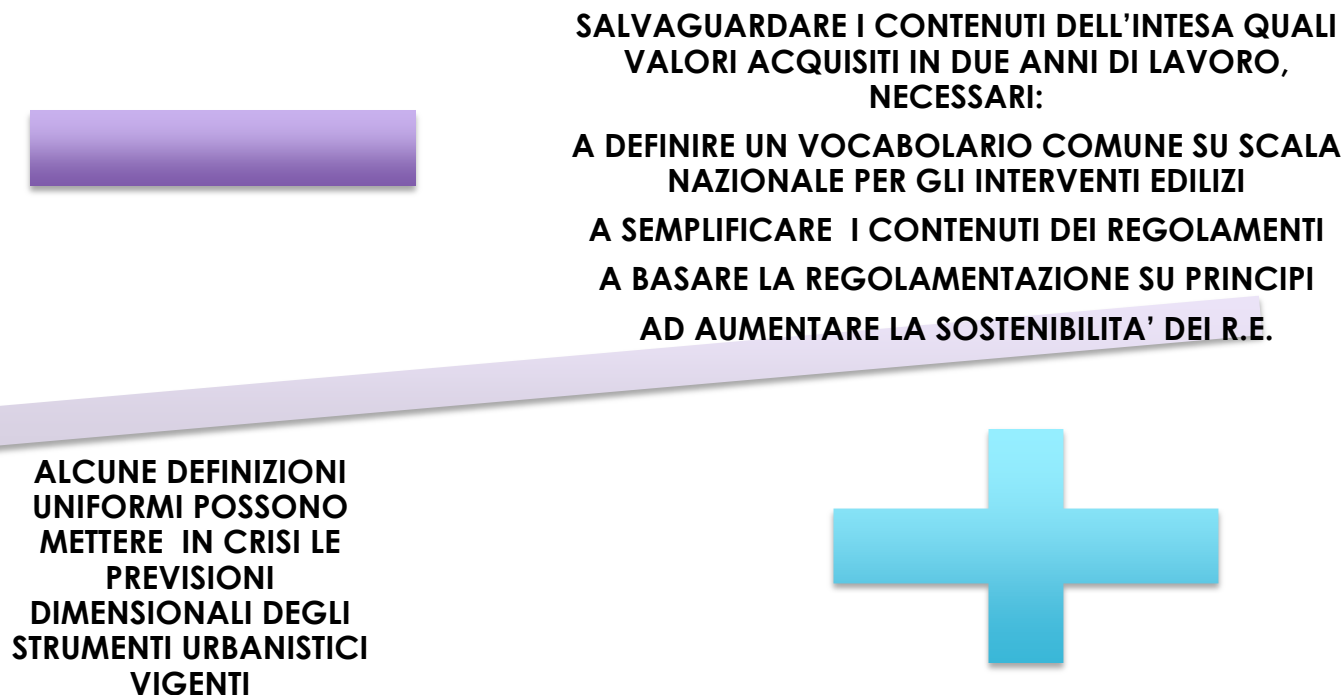 SALVAGUARDARE I CONTENUTI DELL’INTESA QUALI
VALORI ACQUISITI IN DUE ANNI DI LAVORO,
NECESSARI:
A DEFINIRE UN VOCABOLARIO COMUNE SU SCALA
NAZIONALE PER GLI INTERVENTI EDILIZI
A SEMPLIFICARE I CONTENUTI DEI REGOLAMENTI
A BASARE LA REGOLAMENTAZIONE SU PRINCIPI
AD AUMENTARE LA SOSTENIBILITA’ DEI R.E.
ALCUNE DEFINIZIONI
UNIFORMI POSSONO
METTERE IN CRISI LE
PREVISIONI
DIMENSIONALI DEGLI
STRUMENTI URBANISTICI
VIGENTI